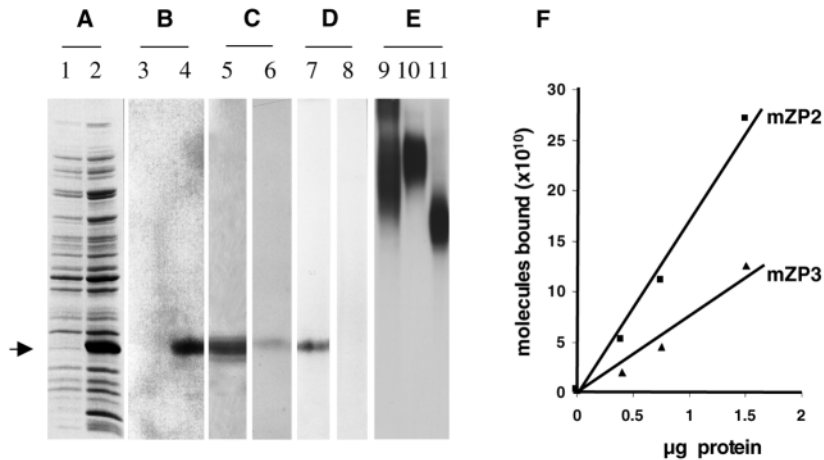 A B C D E F
1 2 3 4 5 6 7 8 9 10 11
30
25
20
15
10
5
0
0 0.5 1 1.5 2
molecules bound (x10¹⁰)
µg protein
mZP2
mZP3